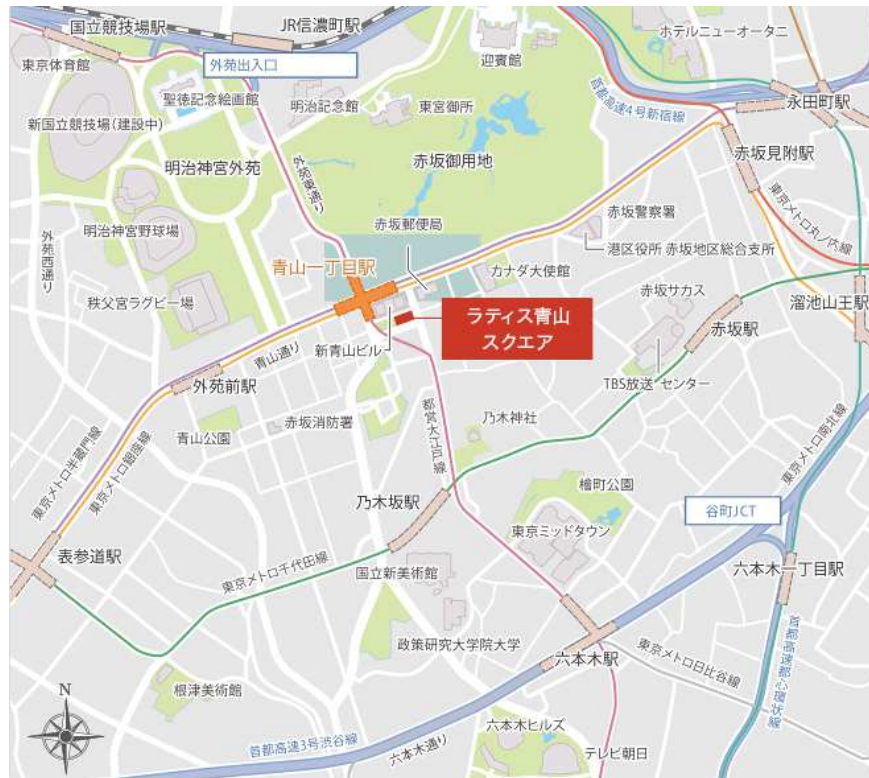 国立競技場駅
JR信濃町駅
ホテルニューオータニ
迎賓館
東京体育館
外苑出入口
聖徳記念絵画館
明治記念館
東宮御所
首都高速4号新宿線
永田町駅
新国立競技場(建設中)
明治神宮外苑
外苑東通り
赤坂御用地
赤坂見附駅
東京メトロ丸ノ内線
赤坂郵便局
赤坂警察署
明治神宮野球場
外苑西通り
港区役所 赤坂地区総合支所
青山一丁目駅
カナダ大使館
秩父宮ラグビー場
赤坂サカス
溜池山王駅
ラティス青山
スクエア
赤坂駅
新青山ビル
青山通り
外苑前駅
TBS放送センター
都営大江戸線
乃木神社
赤坂消防署
青山公園
東京メトロ半蔵門線
東京メトロ銀座線
東京メトロ南北線
檜町公園
乃木坂駅
谷町JCT
東京ミッドタウン
表参道駅
東京メトロ千代田線
国立新美術館
六本木一丁目駅
政策研究大学院大学
六本木駅
東京メトロ日比谷線
首都高速都心環状線
根津美術館
N
六本木ヒルズ
首都高速3号渋谷線
六本木通り
テレビ朝日